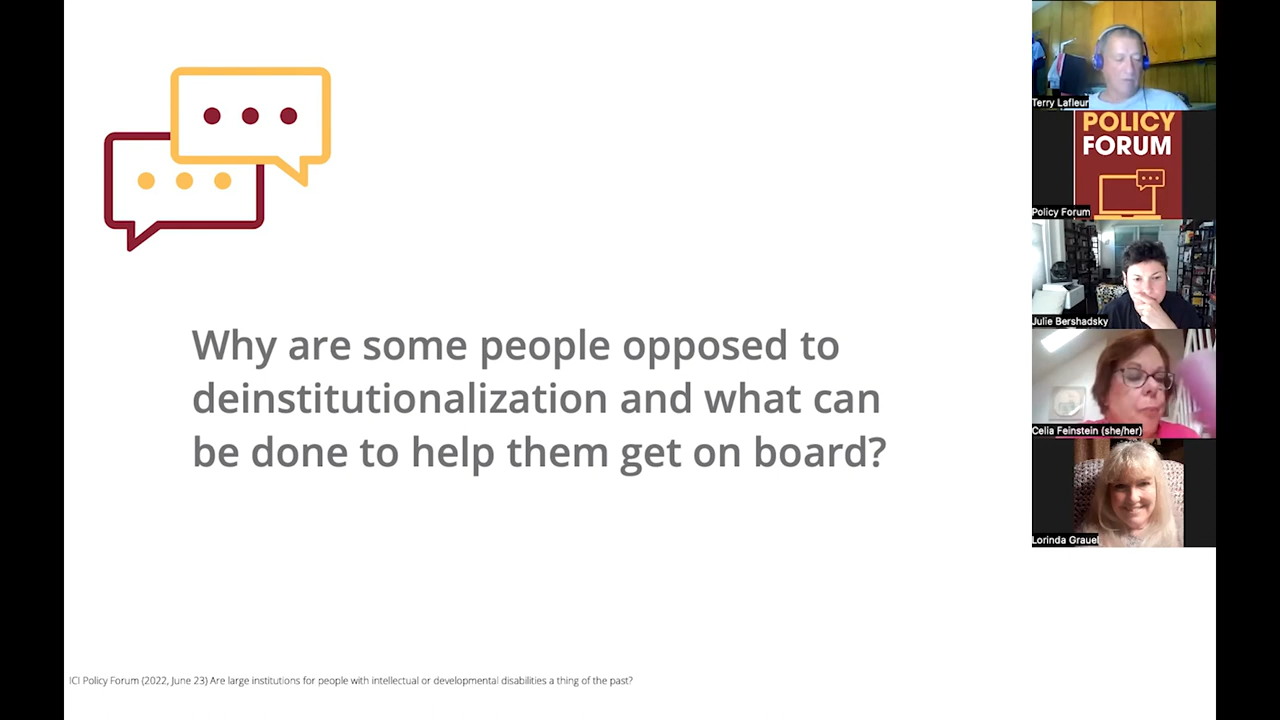 Why are some people opposed to
deinstitutionalization and what can
be done to help them get on board?
ICI Policy Forum (2022, June 23) Are large institutions for people with intellectual or developmental disabilities a thing of the past?
Terry Lafleur
POLICY
FORUM
Policy Forum
Julie Bershadsky
Celia Feinstein (she/her)
Lorinda Grauel